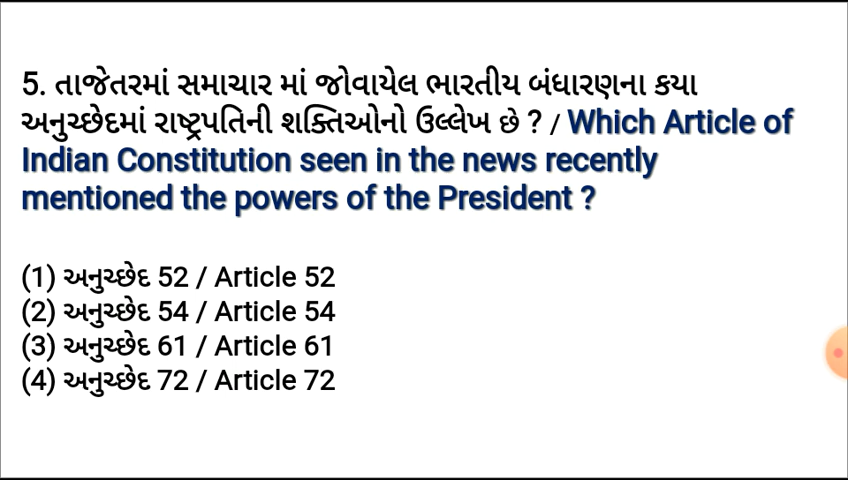 5. તાજેતરમાં સમાચાર માં જોવાયેલ ભારતીય બંધારણના કયા
અનુચ્છેદમાં રાષ્ટ્રપતિની શક્તિઓનો ઉલ્લેખ છે ? / Which Article of
Indian Constitution seen in the news recently
mentioned the powers of the President ?
(1) અનુચ્છેદ 52 / Article 52
(2) અનુચ્છેદ 54 / Article 54
(3) અનુચ્છેદ 61 / Article 61
(4) અનુચ્છેદ 72 / Article 72